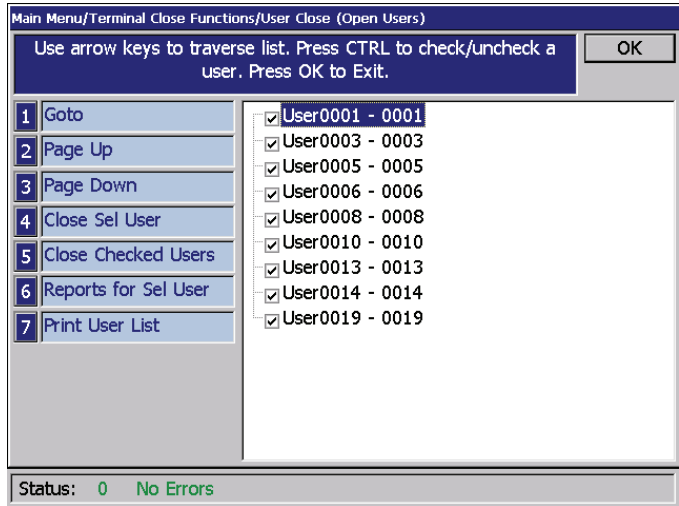 Main Menu/Terminal Close Functions/User Close (Open Users)
Use arrow keys to traverse list. Press CTRL to check/uncheck a
user. Press OK to Exit.
OK
1 Goto
2 Page Up
3 Page Down
4 Close Sel User
5 Close Checked Users
6 Reports for Sel User
7 Print User List
User0001 - 0001
User0003 - 0003
User0005 - 0005
User0006 - 0006
User0008 - 0008
User0010 - 0010
User0013 - 0013
User0014 - 0014
User0019 - 0019
Status: 0 No Errors